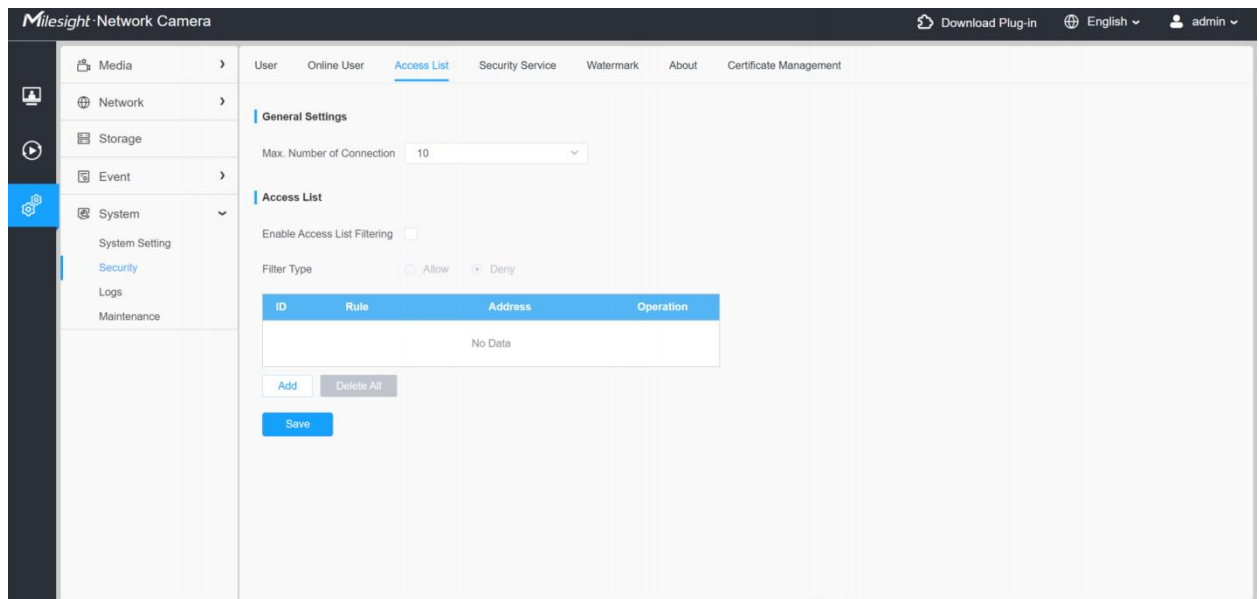 Milesight·Network Camera
Download Plug-in
English
admin
Media
Network
Storage
Event
System
System Setting
Security
Logs
Maintenance
User Online User Access List Security Service Watermark About Certificate Management
General Settings
Max. Number of Connection 10
Access List
Enable Access List Filtering
Filter Type Allow Deny
ID Rule Address Operation
No Data
Add Delete All
Save